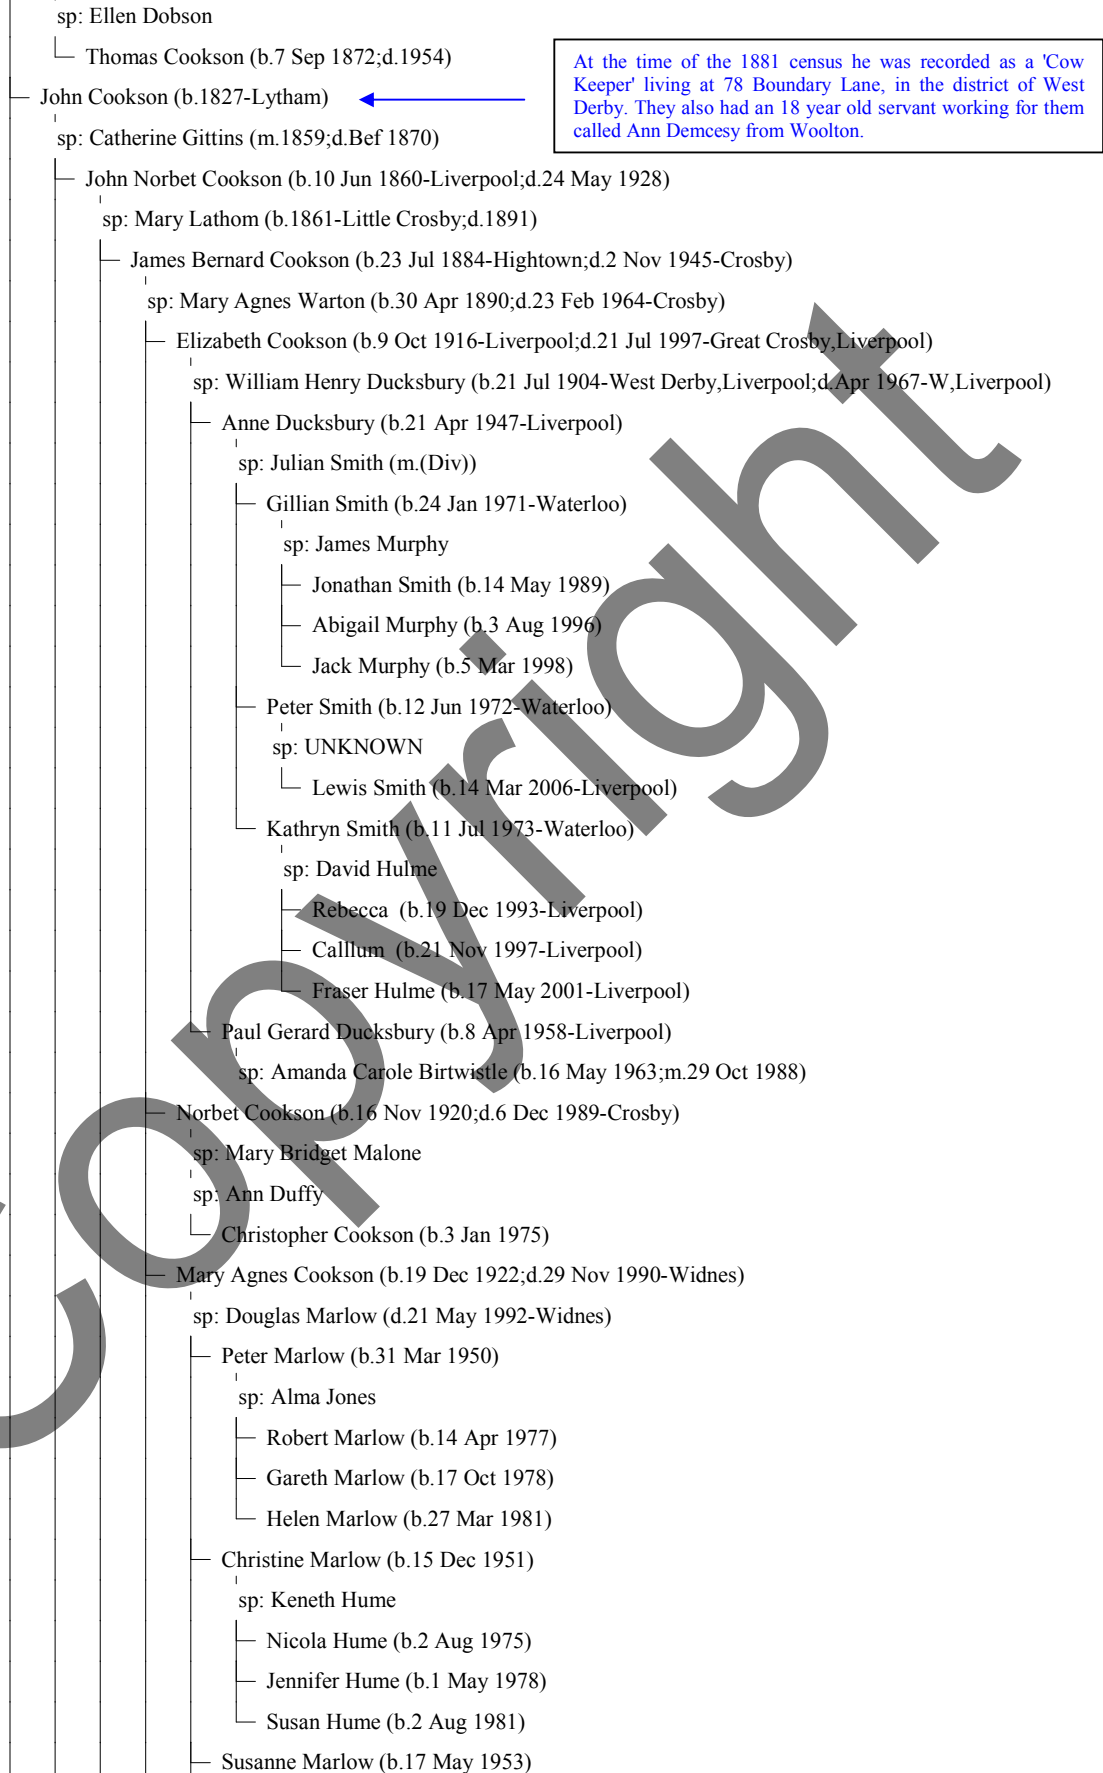 sp: Ellen Dobson
Thomas Cookson (b.7 Sep 1872;d.1954)
At the time of the 1881 census he was recorded as a 'Cow
Keeper' living at 78 Boundary Lane, in the district of West
Derby. They also had an 18 year old servant working for them
called Ann Demcesy from Woolton.
John Cookson (b.1827-Lytham)
sp: Catherine Gittins (m.1859;d.Bef 1870)
John Norbet Cookson (b.10 Jun 1860-Liverpool;d.24 May 1928)
sp: Mary Lathom (b.1861-Little Crosby;d.1891)
James Bernard Cookson (b.23 Jul 1884-Hightown;d.2 Nov 1945-Crosby)
sp: Mary Agnes Warton (b.30 Apr 1890;d.23 Feb 1964-Crosby)
Elizabeth Cookson (b.9 Oct 1916-Liverpool;d.21 Jul 1997-Great Crosby,Liverpool)
sp: William Henry Ducksbury (b.21 Jul 1904-West Derby,Liverpool;d.Apr 1967-W,Liverpool)
Anne Ducksbury (b.21 Apr 1947-Liverpool)
sp: Julian Smith (m.(Div))
Gillian Smith (b.24 Jan 1971-Waterloo)
sp: James Murphy
Jonathan Smith (b.14 May 1989)
Abigail Murphy (b.3 Aug 1996)
Jack Murphy (b.5 Mar 1998)
Peter Smith (b.12 Jun 1972-Waterloo)
sp: UNKNOWN
Lewis Smith (b.14 Mar 2006-Liverpool)
Kathryn Smith (b.11 Jul 1973-Waterloo)
sp: David Hulme
Rebecca (b.19 Dec 1993-Liverpool)
Calllum (b.21 Nov 1997-Liverpool)
Fraser Hulme (b.17 May 2001-Liverpool)
Paul Gerard Ducksbury (b.8 Apr 1958-Liverpool)
sp: Amanda Carole Birtwistle (b.16 May 1963;m.29 Oct 1988)
Norbet Cookson (b.16 Nov 1920;d.6 Dec 1989-Crosby)
sp: Mary Bridget Malone
sp: Ann Duffy
Christopher Cookson (b.3 Jan 1975)
Mary Agnes Cookson (b.19 Dec 1922;d.29 Nov 1990-Widnes)
sp: Douglas Marlow (d.21 May 1992-Widnes)
Peter Marlow (b.31 Mar 1950)
sp: Alma Jones
Robert Marlow (b.14 Apr 1977)
Gareth Marlow (b.17 Oct 1978)
Helen Marlow (b.27 Mar 1981)
Christine Marlow (b.15 Dec 1951)
sp: Keneth Hume
Nicola Hume (b.2 Aug 1975)
Jennifer Hume (b.1 May 1978)
Susan Hume (b.2 Aug 1981)
Susanne Marlow (b.17 May 1953)
Copyright